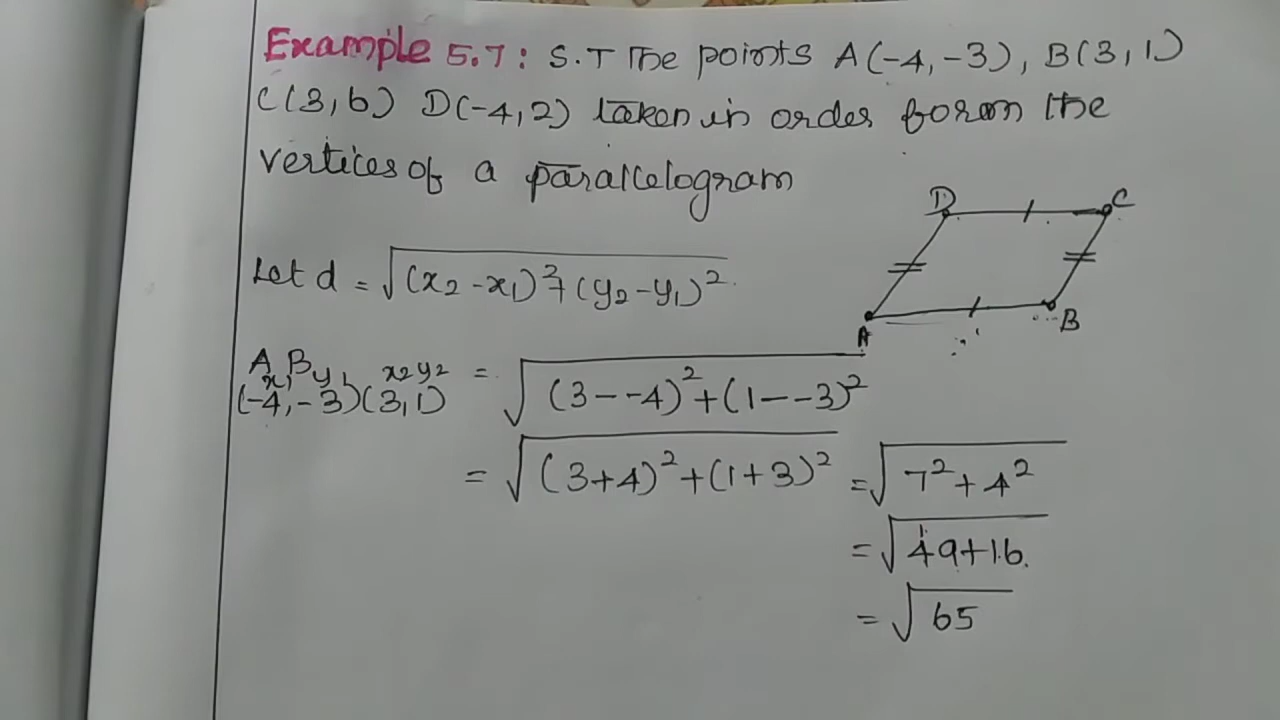 Example 5.7: S.T The points A(-4,-3), B(3,1)
C(3,6) D(-4,2) taken in order form the
vertices of a parallelogram
D C
A B
Let d = √(x₂-x₁)²+(y₂-y₁)²
A B
x₁ y₁ x₂ y₂
(-4,-3)(3,1) = √(3--4)²+(1--3)²
= √(3+4)²+(1+3)² = √7²+4²
= √49+16
= √65